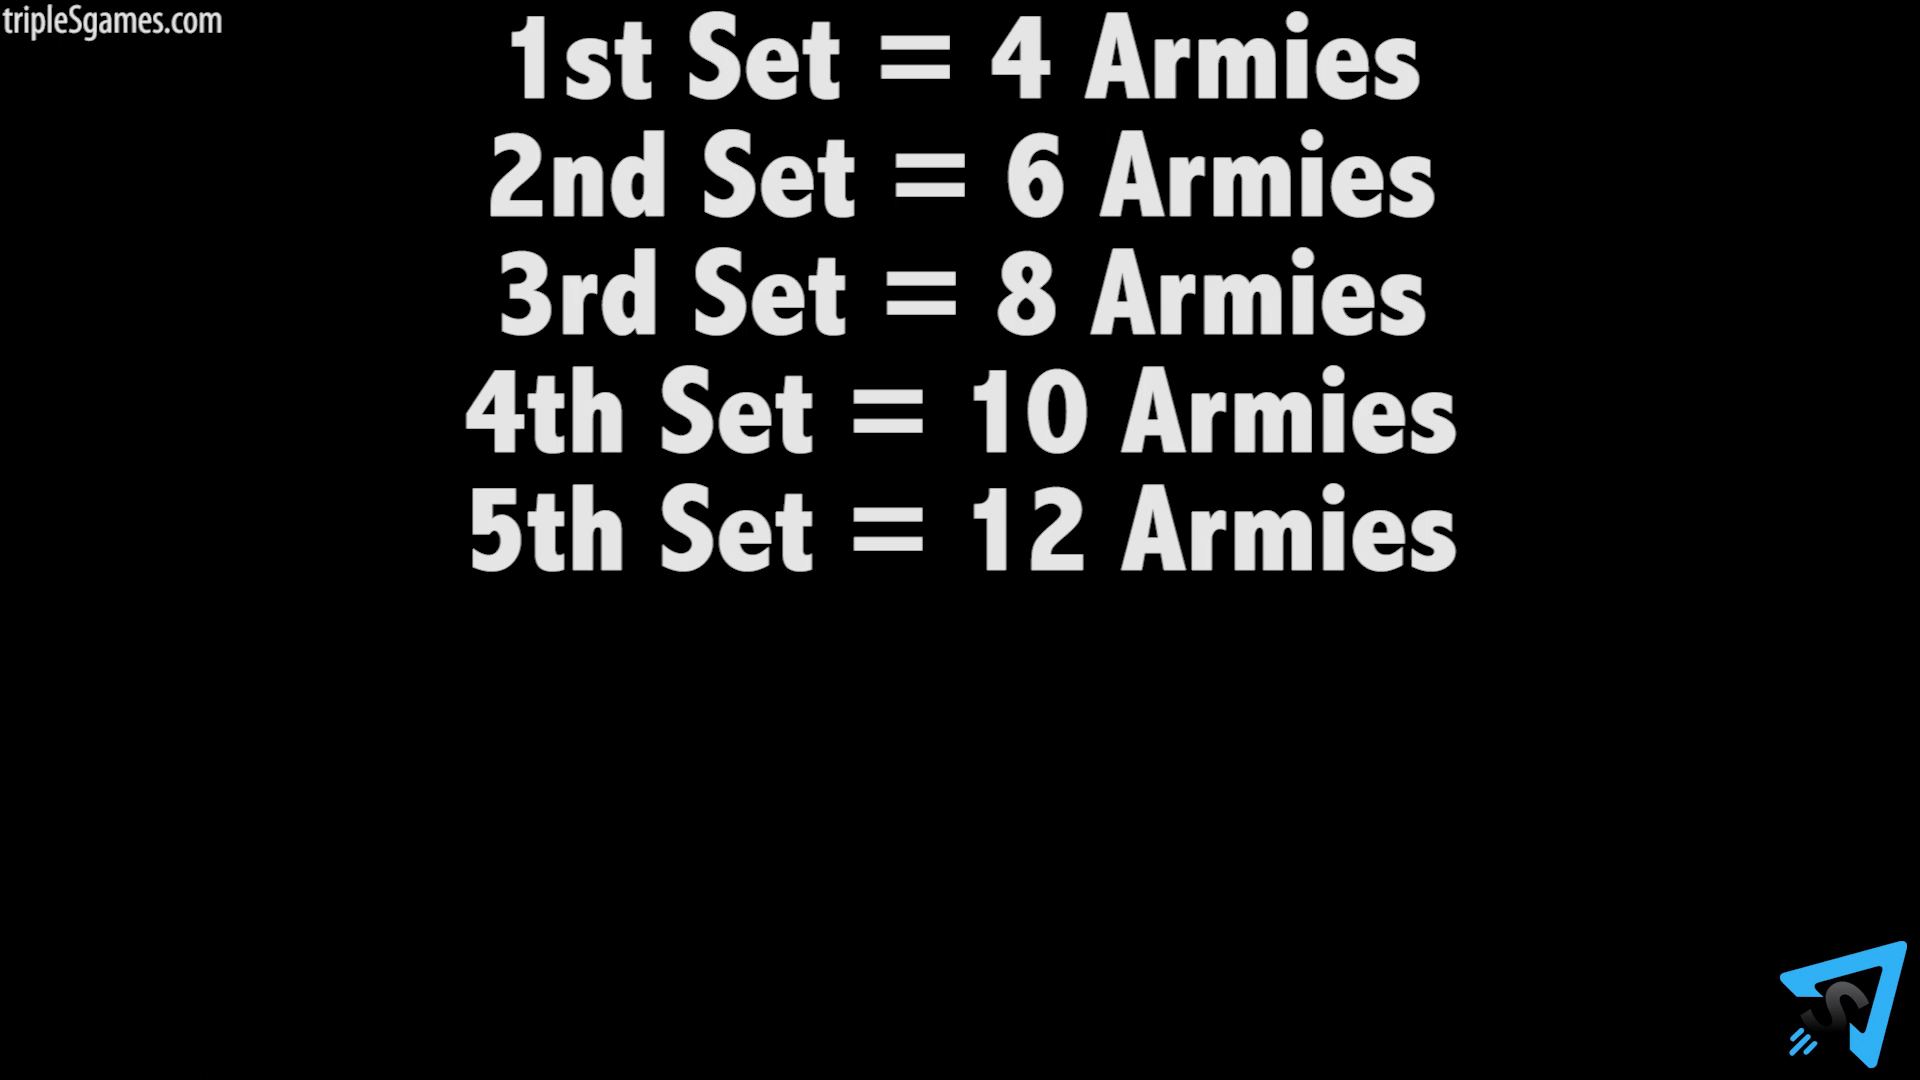 tripleSgames.com
1st Set = 4 Armies
2nd Set = 6 Armies
3rd Set = 8 Armies
4th Set = 10 Armies
5th Set = 12 Armies
S